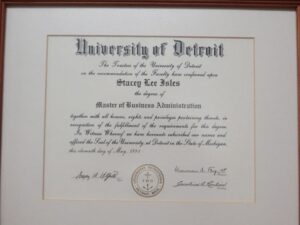 University of Detroit
The Trustees of the University of Detroit
on the recommendation of the Faculty have conferred upon
Stacey Lee Isles
the degree of
Master of Business Administration
together with all honors, rights and privileges pertaining thereto, in
recognition of the fulfillment of the requirements for this degree.
In Witness Whereof we have hereunto subscribed our names and
affixed the Seal of the University, at Detroit in the State of Michigan,
this eleventh day of May,